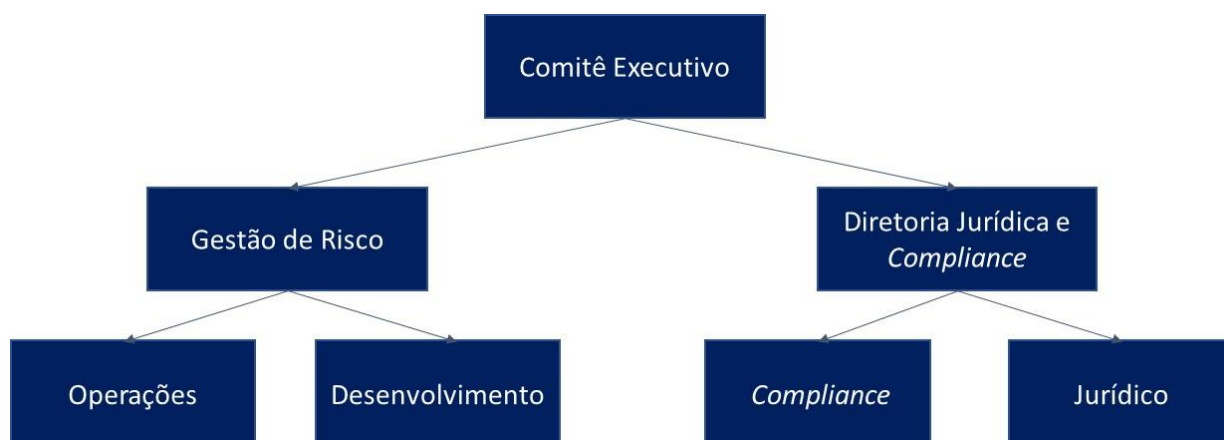 Comitê Executivo
Gestão de Risco
Diretoria Jurídica e
Compliance
Operações
Desenvolvimento
Compliance
Jurídico